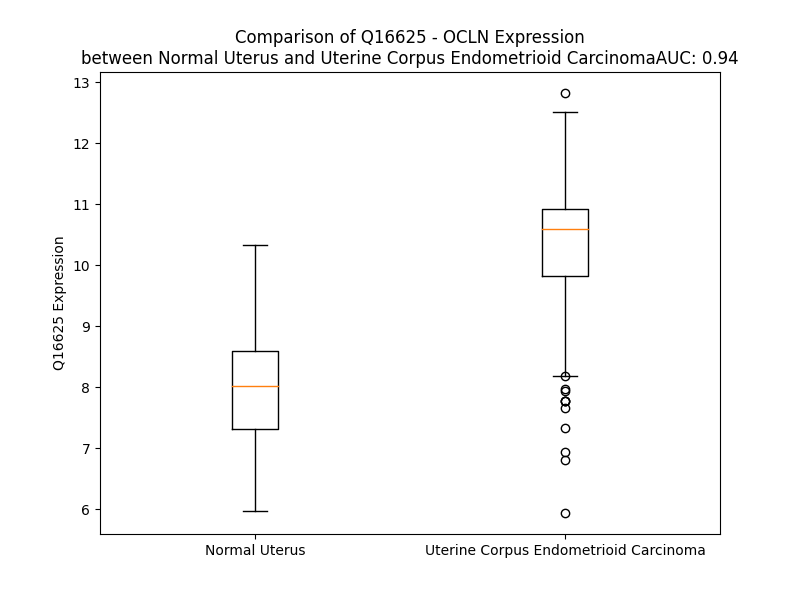 Comparison of Q16625 - OCLN Expression
between Normal Uterus and Uterine Corpus Endometrioid CarcinomaAUC: 0.94
13
12
11
10
9
8
7
6
Q16625 Expression
Normal Uterus
Uterine Corpus Endometrioid Carcinoma